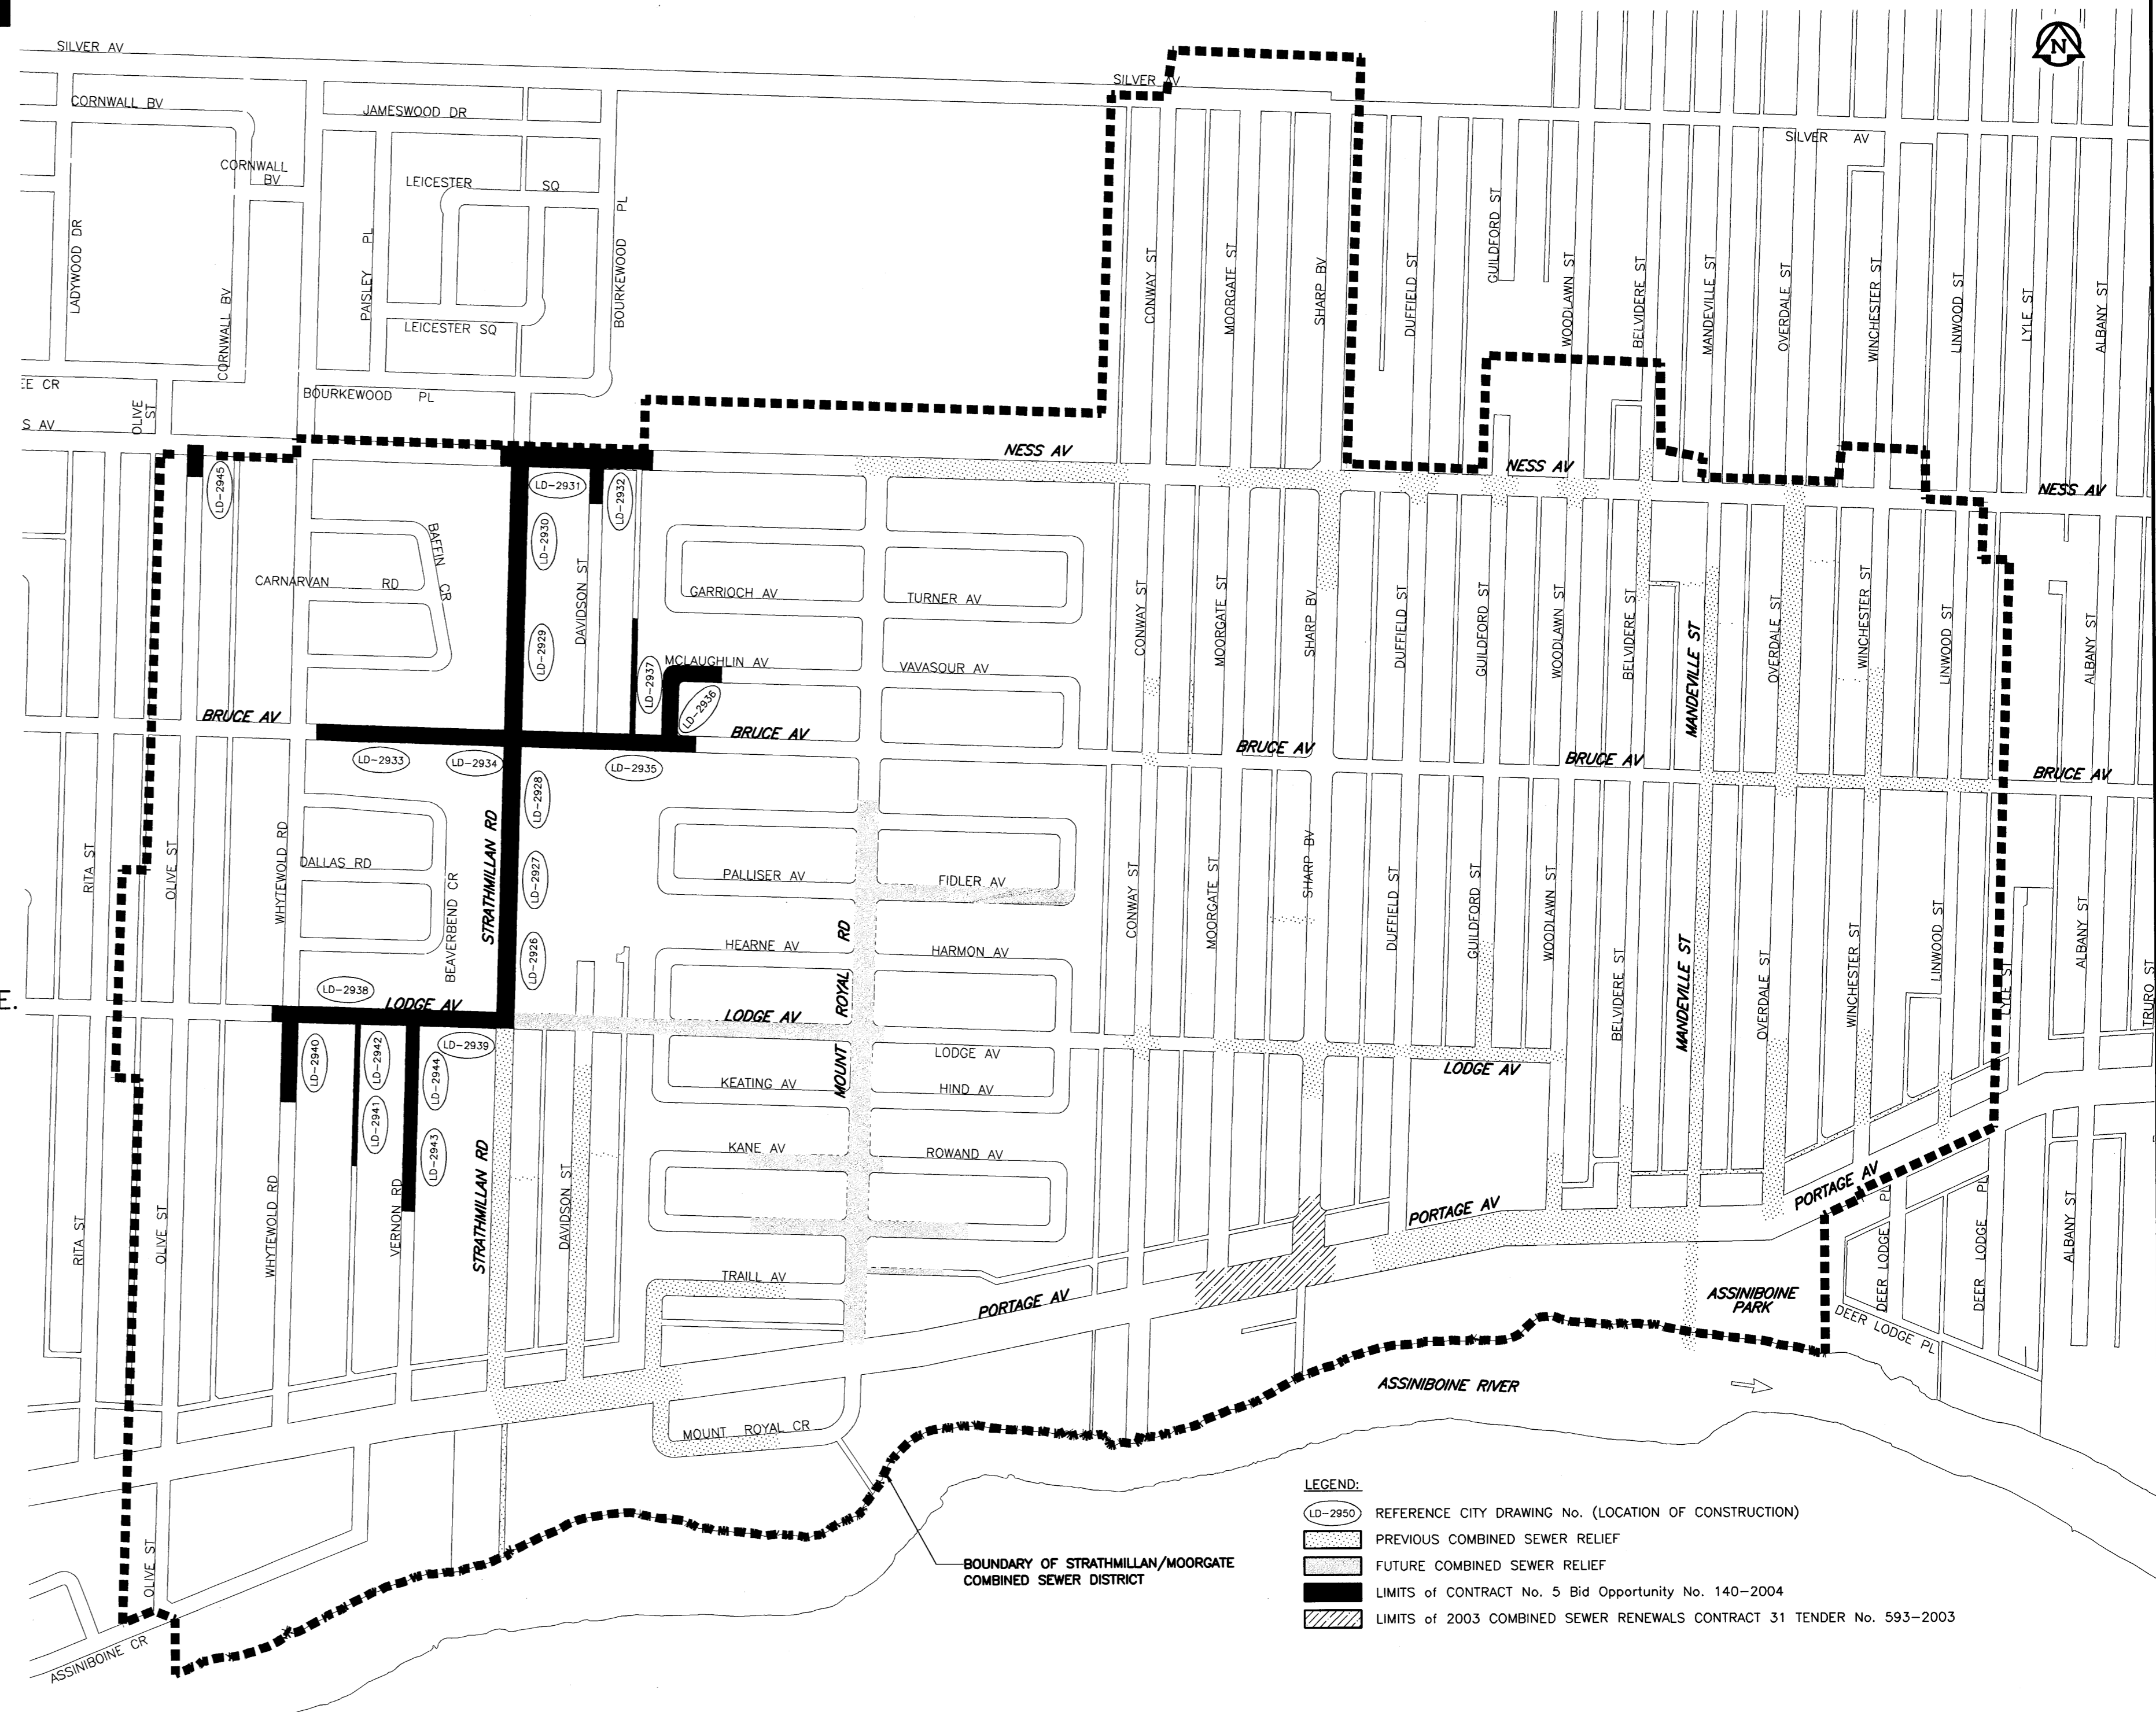 SILVER AV
SILVER AV
N
CORNWALL BV
JAMESWOOD DR
SILVER AV
CORNWALL
BV
LEICESTER SQ
LADYWOOD DR
CORNWALL BV
PAISLEY PL
BOURKEWOOD PL
LEICESTER SQ
CONWAY ST
MOORGATE ST
SHARP BV
DUFFIELD ST
GUILDFORD ST
WOODLAWN ST
BELVIDERE ST
MANDEVILLE ST
OVERDALE ST
WINCHESTER ST
LINWOOD ST
LYLE ST
ALBANY ST
EE CR
OLIVE
ST
BOURKEWOOD PL
S AV
NESS AV
NESS AV
NESS AV
LD-2945
LD-2931
LD-2932
LD-2930
BAFFIN CR
CARNARVAN RD
DAVIDSON ST
GARRIOCH AV
TURNER AV
LD-2929
LD-2937
MCLAUGHLIN AV
VAVASOUR AV
LD-2936
CONWAY ST
MOORGATE ST
SHARP BV
DUFFIELD ST
GUILDFORD ST
WOODLAWN ST
BELVIDERE ST
MANDEVILLE ST
OVERDALE ST
WINCHESTER ST
LINWOOD ST
ALBANY ST
BRUCE AV
BRUCE AV
BRUCE AV
BRUCE AV
BRUCE AV
LD-2933
LD-2934
LD-2935
LD-2928
RITA ST
OLIVE ST
WHYTEWOLD RD
DALLAS RD
BEAVERBEND CR
STRATHMILLAN RD
LD-2927
PALLISER AV
FIDLER AV
LD-2926
HEARNE AV
HARMON AV
MOUNT ROYAL RD
CONWAY ST
MOORGATE ST
SHARP BV
DUFFIELD ST
GUILDFORD ST
WOODLAWN ST
BELVIDERE ST
MANDEVILLE ST
OVERDALE ST
WINCHESTER ST
LINWOOD ST
LYLE ST
ALBANY ST
TRURO ST
E.
LD-2938
LODGE AV
LODGE AV
LODGE AV
LODGE AV
LD-2939
LD-2940
LD-2942
LD-2944
LD-2941
LD-2943
KEATING AV
HIND AV
KANE AV
ROWAND AV
RITA ST
OLIVE ST
WHYTEWOLD RD
VERNON RD
STRATHMILLAN RD
DAVIDSON ST
TRAILL AV
PORTAGE AV
PORTAGE AV
PORTAGE AV
ASSINIBOINE
PARK
DEER LODGE PL
DEER LODGE PL
DEER LODGE PL
ALBANY ST
ASSINIBOINE RIVER
MOUNT ROYAL CR
OLIVE ST
ASSINIBOINE CR
BOUNDARY OF STRATHMILLAN/MOORGATE
COMBINED SEWER DISTRICT
LEGEND:
LD-2950 REFERENCE CITY DRAWING No. (LOCATION OF CONSTRUCTION)
PREVIOUS COMBINED SEWER RELIEF
FUTURE COMBINED SEWER RELIEF
LIMITS of CONTRACT No. 5 Bid Opportunity No. 140-2004
LIMITS of 2003 COMBINED SEWER RENEWALS CONTRACT 31 TENDER No. 593-2003